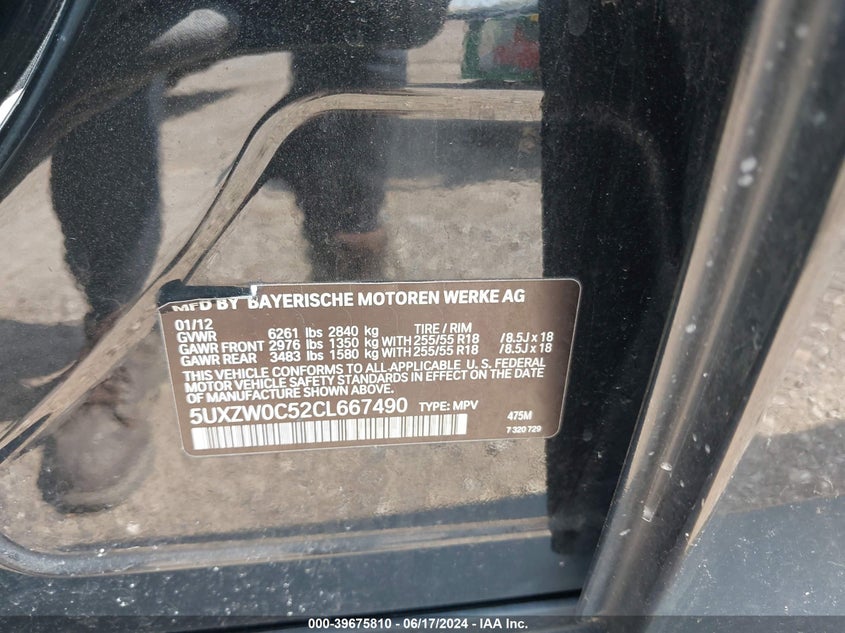 MFD BY BAYERISCHE MOTOREN WERKE AG
01/12 TIRE / RIM
GVWR 6261 lbs 2840 kg
GAWR FRONT 2976 lbs 1350 kg WITH 255/55 R18 /8.5J x 18
GAWR REAR 3483 lbs 1580 kg WITH 255/55 R18 /8.5J x 18
THIS VEHICLE CONFORMS TO ALL APPLICABLE U. S. FEDERAL
MOTOR VEHICLE SAFETY STANDARDS IN EFFECT ON THE DATE
OF MANUFACTURE SHOWN ABOVE.
5UXZW0C52CL667490 TYPE: MPV 475M
7 320 729
000-39675810 - 06/17/2024 - IAA Inc.